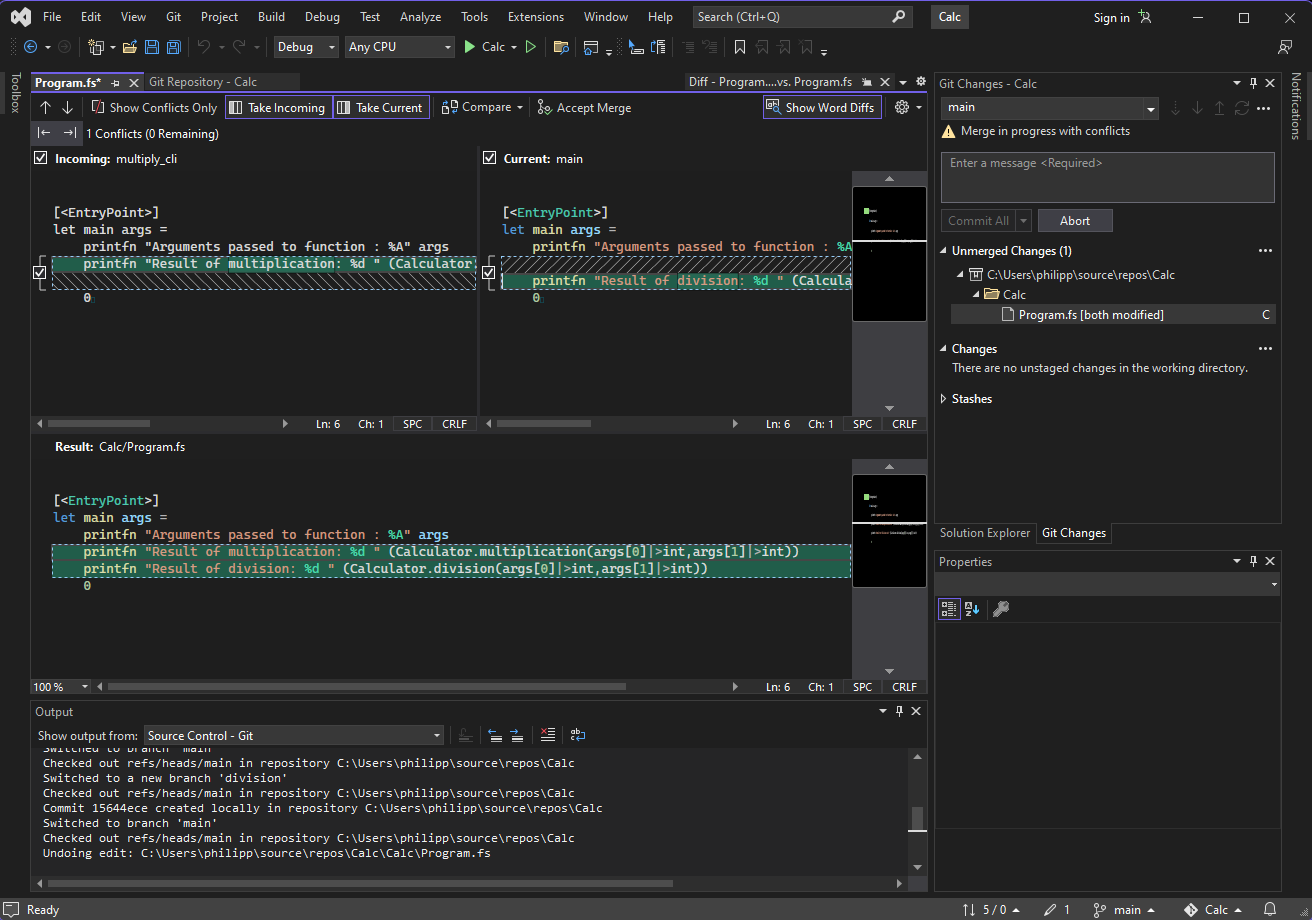 File Edit View Git Project Build Debug Test Analyze Tools Extensions Window Help Search (Ctrl+Q) Calc Sign in
Debug Any CPU Calc
Toolbox
Program.fs* Git Repository - Calc Diff - Program....vs. Program.fs
Show Conflicts Only Take Incoming Take Current Compare Accept Merge Show Word Diffs
1 Conflicts (0 Remaining)
Incoming: multiply_cli
[<EntryPoint>]
let main args =
printfn "Arguments passed to function : %A" args
printfn "Result of multiplication: %d " (Calculator
0
Ln: 6 Ch: 1 SPC CRLF
Current: main
[<EntryPoint>]
let main args =
printfn "Arguments passed to function : %A
printfn "Result of division: %d " (Calcula
0
Ln: 6 Ch: 1 SPC CRLF
Result: Calc/Program.fs
[<EntryPoint>]
let main args =
printfn "Arguments passed to function : %A" args
printfn "Result of multiplication: %d " (Calculator.multiplication(args[0]|>int,args[1]|>int))
printfn "Result of division: %d " (Calculator.division(args[0]|>int,args[1]|>int))
0
100 % Ln: 6 Ch: 1 SPC CRLF
Output
Show output from: Source Control - Git
Switched to branch 'main'
Checked out refs/heads/main in repository C:\Users\philipp\source\repos\Calc
Switched to a new branch 'division'
Checked out refs/heads/main in repository C:\Users\philipp\source\repos\Calc
Commit 15644ece created locally in repository C:\Users\philipp\source\repos\Calc
Switched to branch 'main'
Checked out refs/heads/main in repository C:\Users\philipp\source\repos\Calc
Undoing edit: C:\Users\philipp\source\repos\Calc\Calc\Program.fs
Git Changes - Calc
main
Merge in progress with conflicts
Enter a message <Required>
Commit All Abort
Unmerged Changes (1)
C:\Users\philipp\source\repos\Calc
Calc
Program.fs [both modified] C
Changes
There are no unstaged changes in the working directory.
Stashes
Solution Explorer Git Changes
Properties
Notifications
Ready 5 / 0 1 main Calc